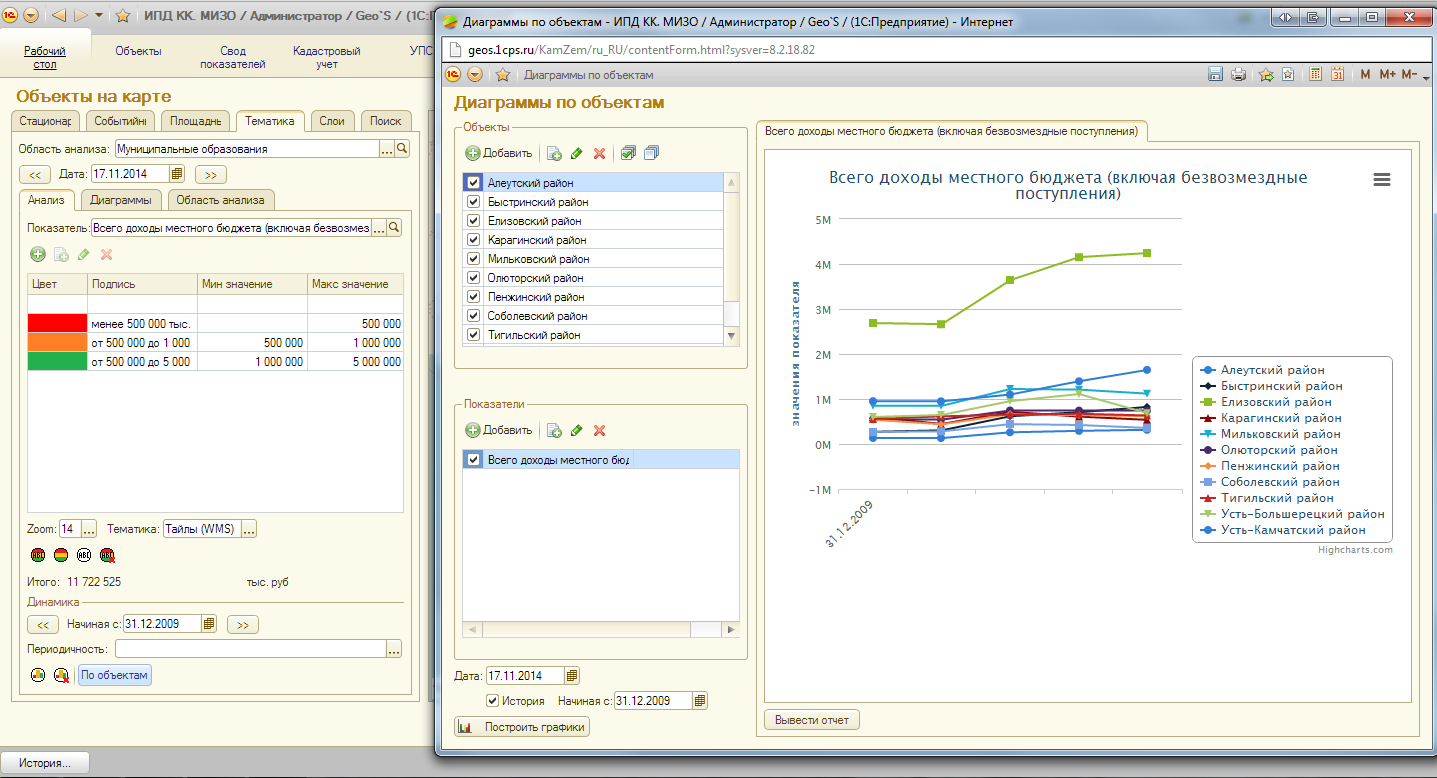 ИПД КК. МИЗО / Администратор / Geo`S / (1С:П
Рабочий стол
Объекты
Свод показателей
Кадастровый учет
УПС
Объекты на карте
Стационар
Событийн
Площадн
Тематика
Слои
Поиск
Область анализа: Муниципальные образования ...
<< Дата: 17.11.2014 >>
Анализ
Диаграммы
Область анализа
Показатель: Всего доходы местного бюджета (включая безвозмез ...
Цвет Подпись Мин значение Макс значение
менее 500 000 тыс. 500 000
от 500 000 до 1 000 500 000 1 000 000
от 500 000 до 5 000 1 000 000 5 000 000
Zoom: 14 ... Тематика: Тайлы (WMS) ...
ABC ABC ABC
Итого: 11 722 525 тыс. руб
Динамика
<< Начиная с: 31.12.2009 >>
Периодичность: ...
По объектам
История...
Диаграммы по объектам - ИПД КК. МИЗО / Администратор / Geo`S / (1С:Предприятие) - Интернет
geos.1cps.ru/KamZem/ru_RU/contentForm.html?sysver=8.2.18.82
Диаграммы по объектам
31
M M+ M-
Диаграммы по объектам
Объекты
Добавить
Алеутский район
Быстринский район
Елизовский район
Карагинский район
Мильковский район
Олюторский район
Пенжинский район
Соболевский район
Тигильский район
Показатели
Добавить
Всего доходы местного бюд
Дата: 17.11.2014
История Начиная с: 31.12.2009
Построить графики
Всего доходы местного бюджета (включая безвозмездные поступления)
Всего доходы местного бюджета (включая безвозмездные
поступления)
значения показателя
5M
4M
3M
2M
1M
0M
-1M
31.12.2009
Алеутский район
Быстринский район
Елизовский район
Карагинский район
Мильковский район
Олюторский район
Пенжинский район
Соболевский район
Тигильский район
Усть-Большерецкий район
Усть-Камчатский район
Highcharts.com
Вывести отчет